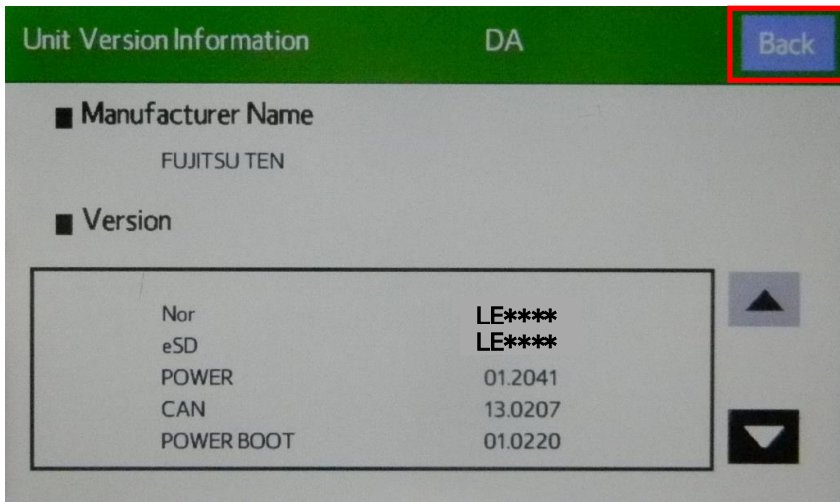 Unit Version Information DA Back
■ Manufacturer Name
FUJITSU TEN
■ Version
Nor LE****
eSD LE****
POWER 01.2041
CAN 13.0207
POWER BOOT 01.0220